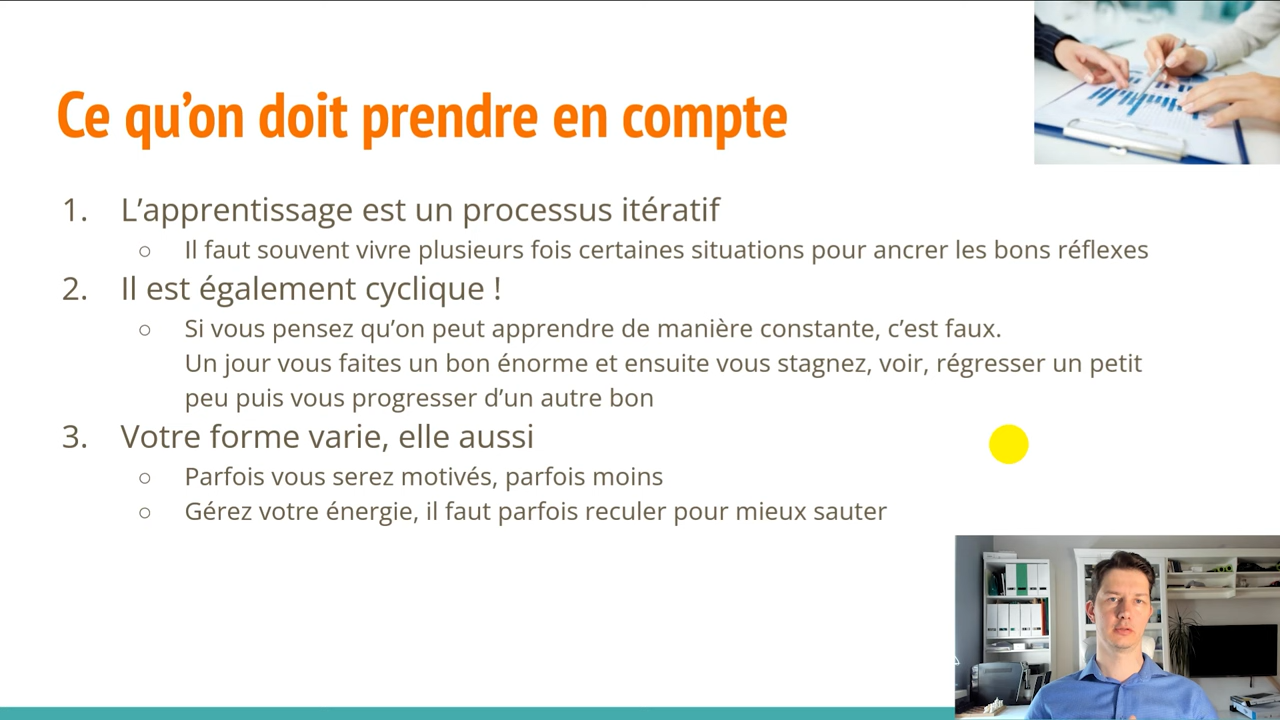 Ce qu’on doit prendre en compte
1. L’apprentissage est un processus itératif
○ Il faut souvent vivre plusieurs fois certaines situations pour ancrer les bons réflexes
2. Il est également cyclique !
○ Si vous pensez qu’on peut apprendre de manière constante, c’est faux.
Un jour vous faites un bon énorme et ensuite vous stagnez, voir, régresser un petit
peu puis vous progresser d’un autre bon
3. Votre forme varie, elle aussi
○ Parfois vous serez motivés, parfois moins
○ Gérez votre énergie, il faut parfois reculer pour mieux sauter